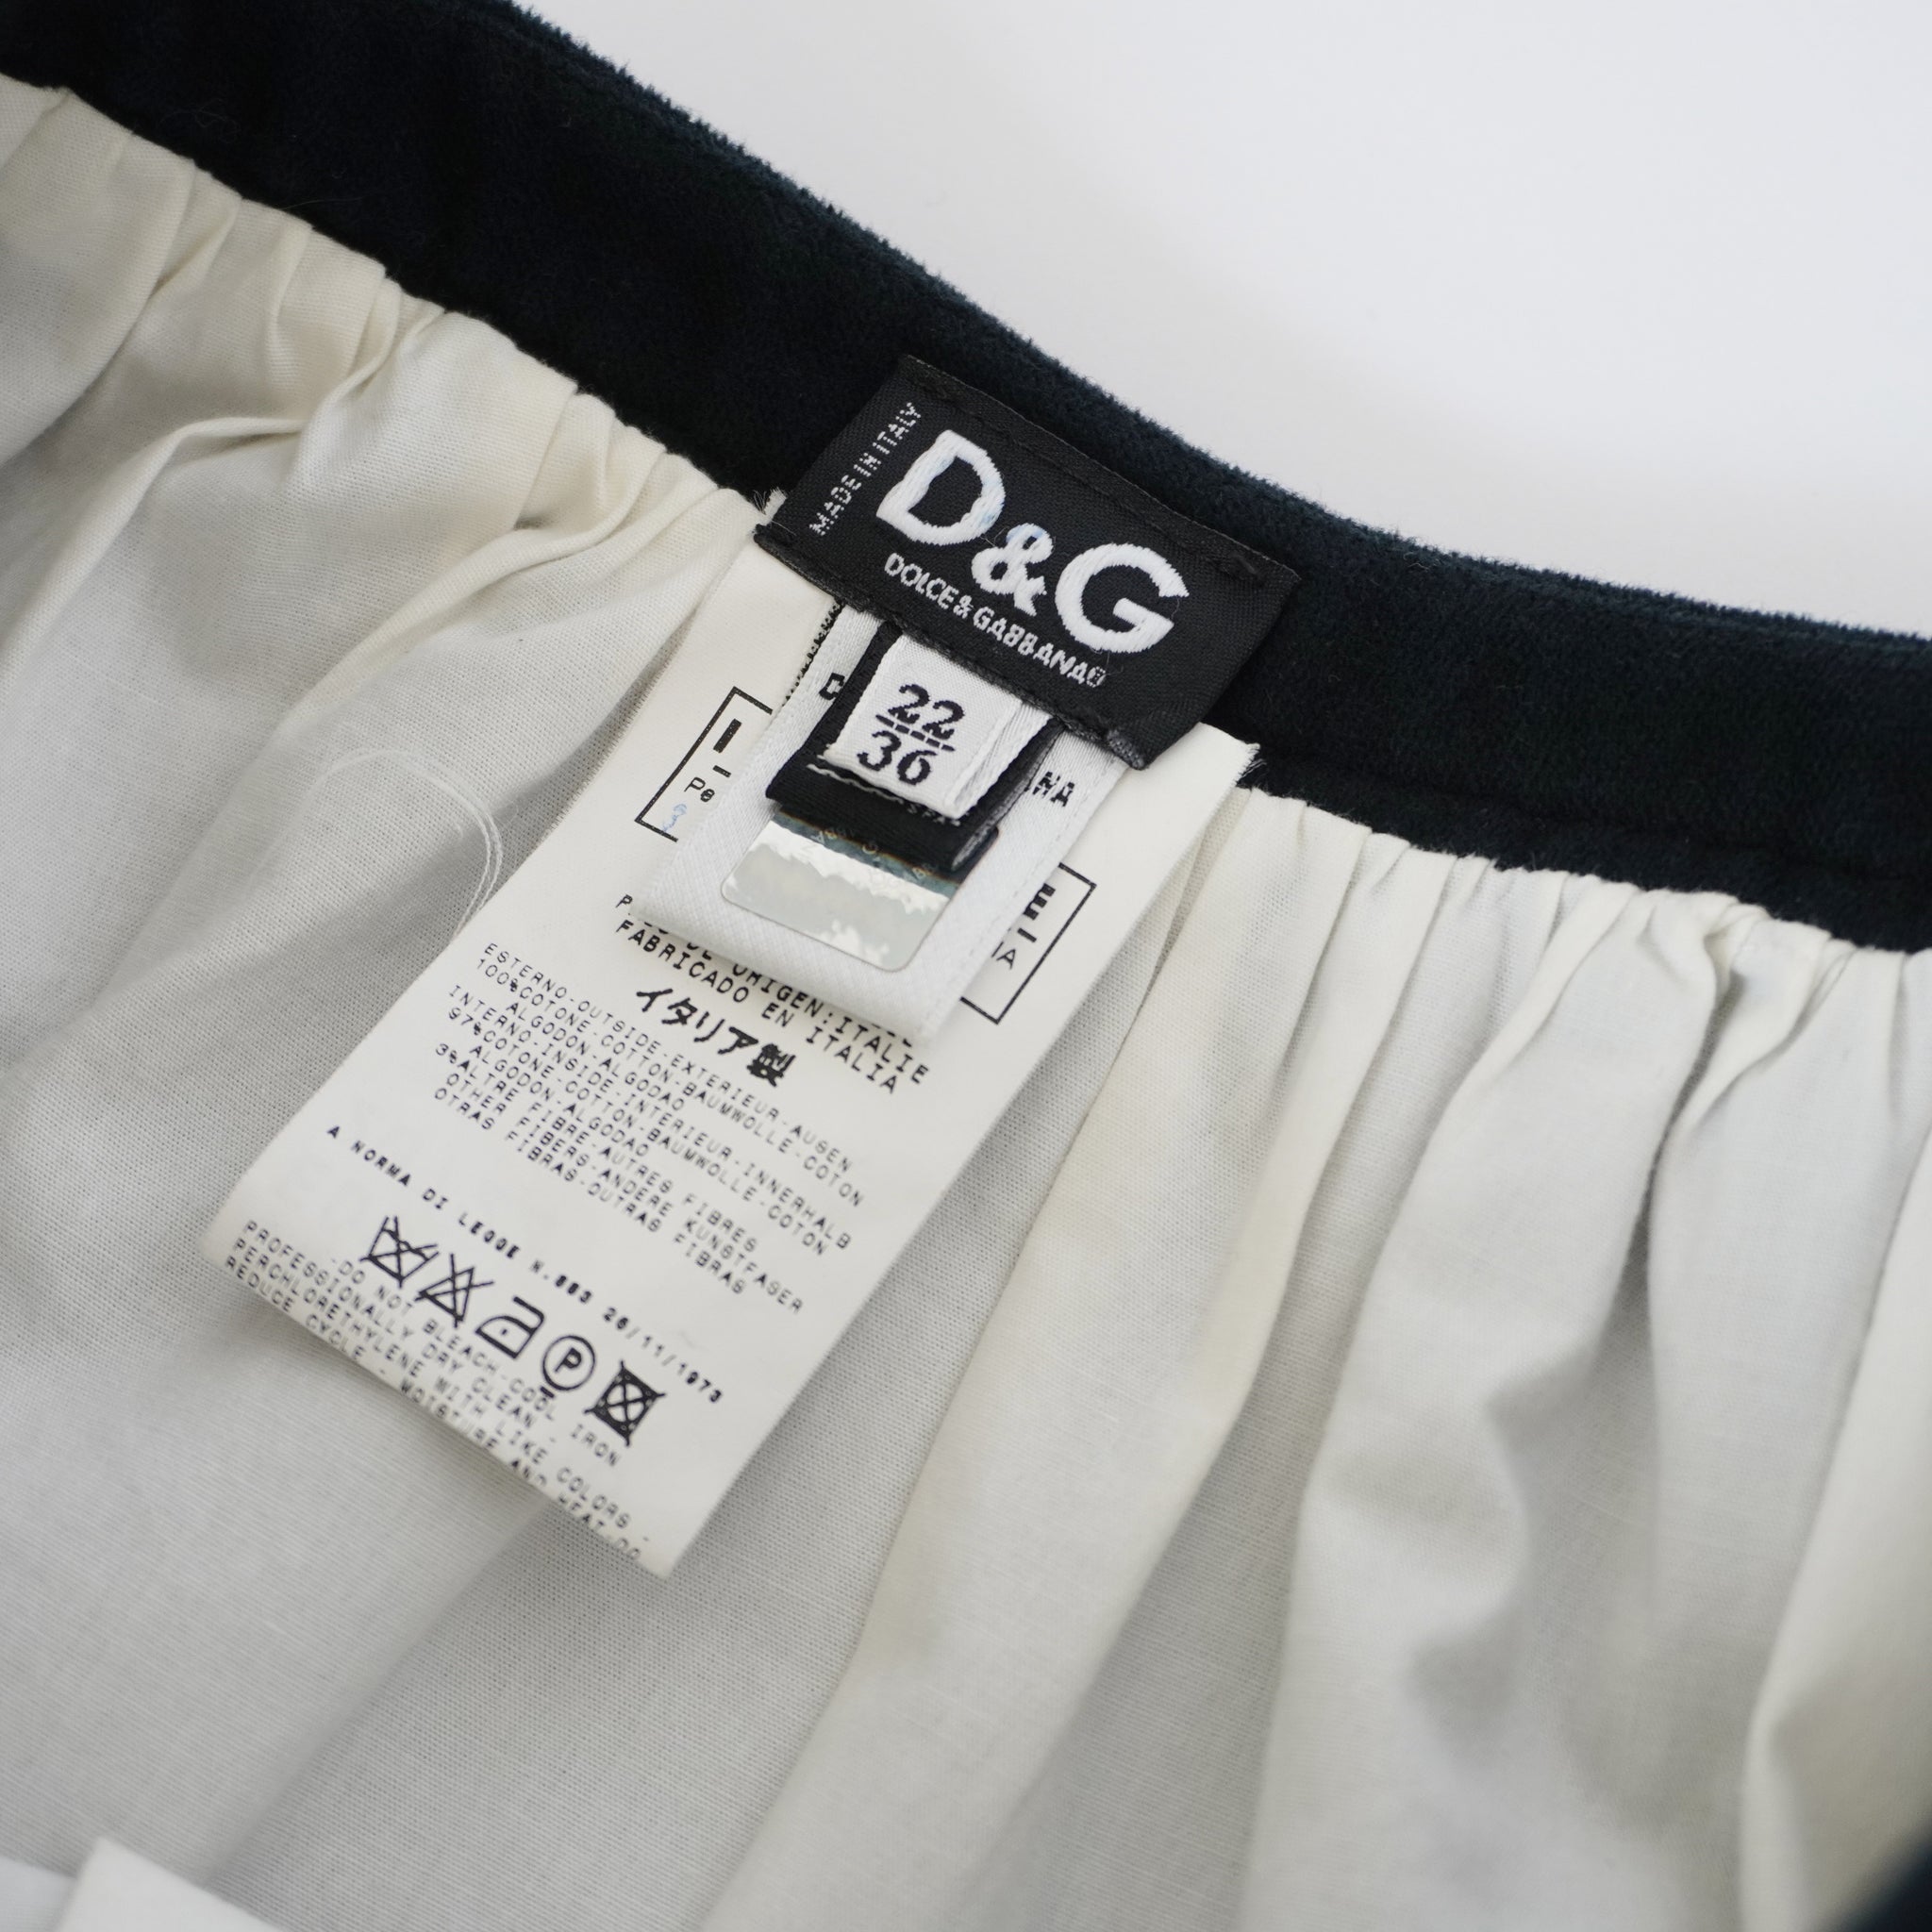 MADE IN ITALY
D&G
DOLCE&GABBANA®
22
36
NA
Pe
FABRICADO EN ITALIA
ORIGEN:ITALIE
イタリア製
ESTERNO-OUTSIDE-EXTERIEUR-AUSEN
100%COTONE-COTTON-BAUMWOLLE-COTON
ALGODON-ALGODAO
INTERNO-INSIDE-INTERIEUR-INNERHALB
97%COTONE-COTTON-BAUMWOLLE-COTON
ALGODON-ALGODAO
3%ALTRE FIBRE-AUTRES FIBRES
OTHER FIBERS-ANDERE KUNSTFASER
OTRAS FIBRAS-OUTRAS FIBRAS
A NORMA DI LEGGE N.883 26/11/1973
P
-DO NOT BLEACH-COOL IRON
PROFESSIONALLY DRY CLEAN -
PERCHLORETHYLENE WITH LIKE COLORS -
REDUCE CYCLE - MOISTURE AND HEAT-DO